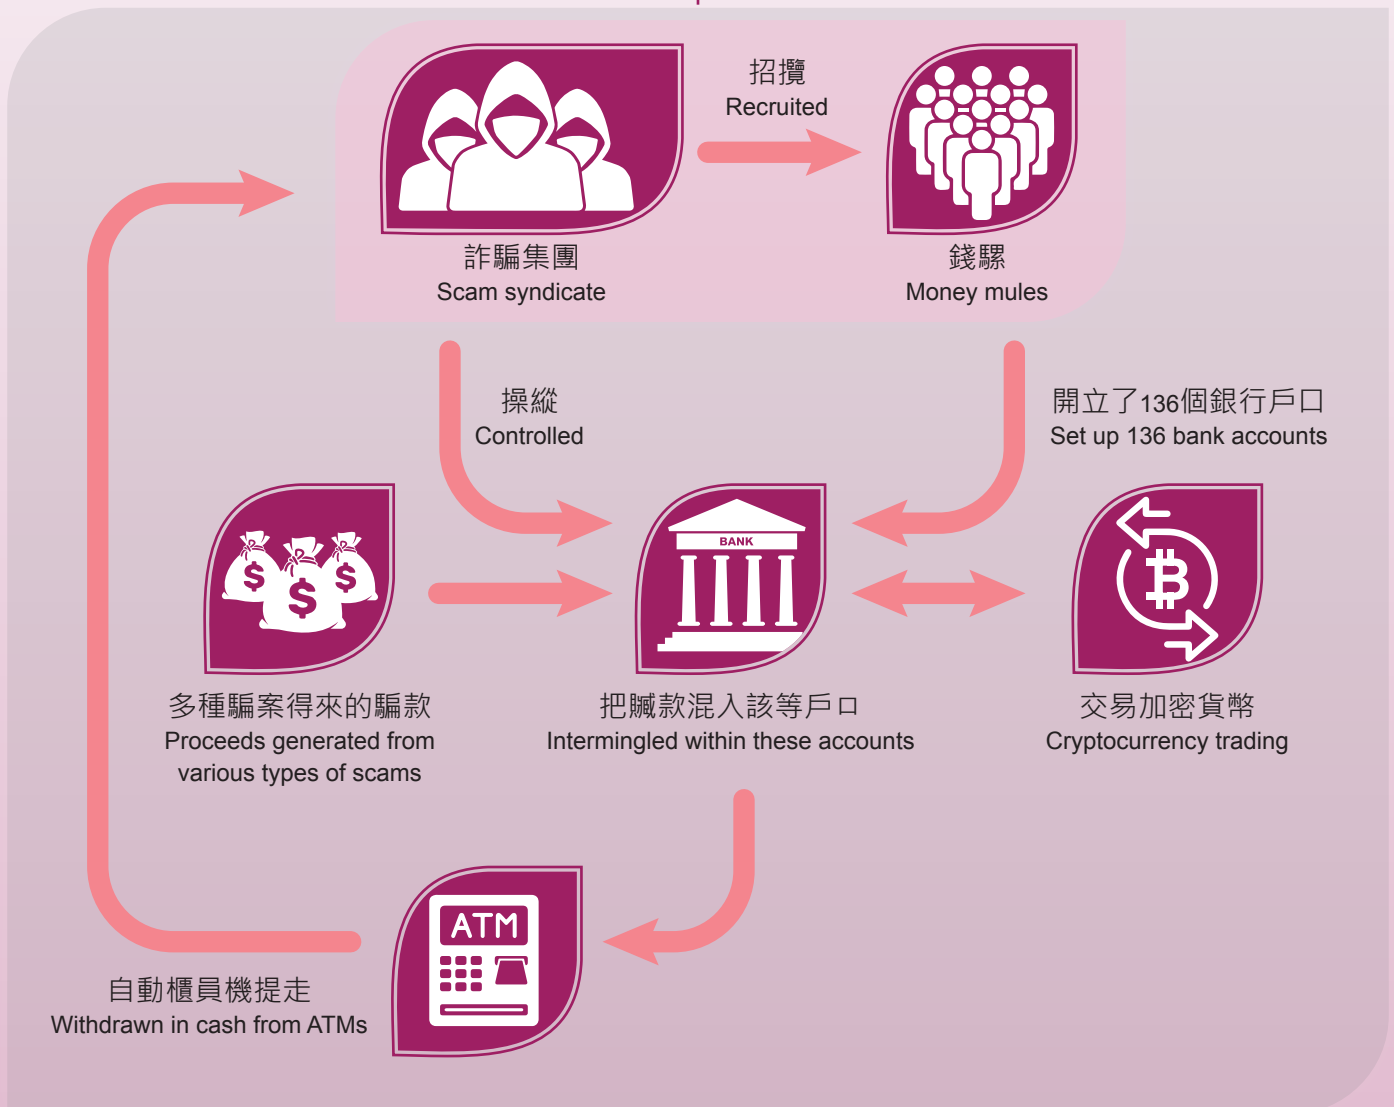 招攬
Recruited
詐騙集團
Scam syndicate
錢騾
Money mules
操縱
Controlled
開立了136個銀行戶口
Set up 136 bank accounts
BANK
$
$
$
多種騙案得來的騙款
Proceeds generated from
various types of scams
把贓款混入該等戶口
Intermingled within these accounts
交易加密貨幣
Cryptocurrency trading
ATM
自動櫃員機提走
Withdrawn in cash from ATMs